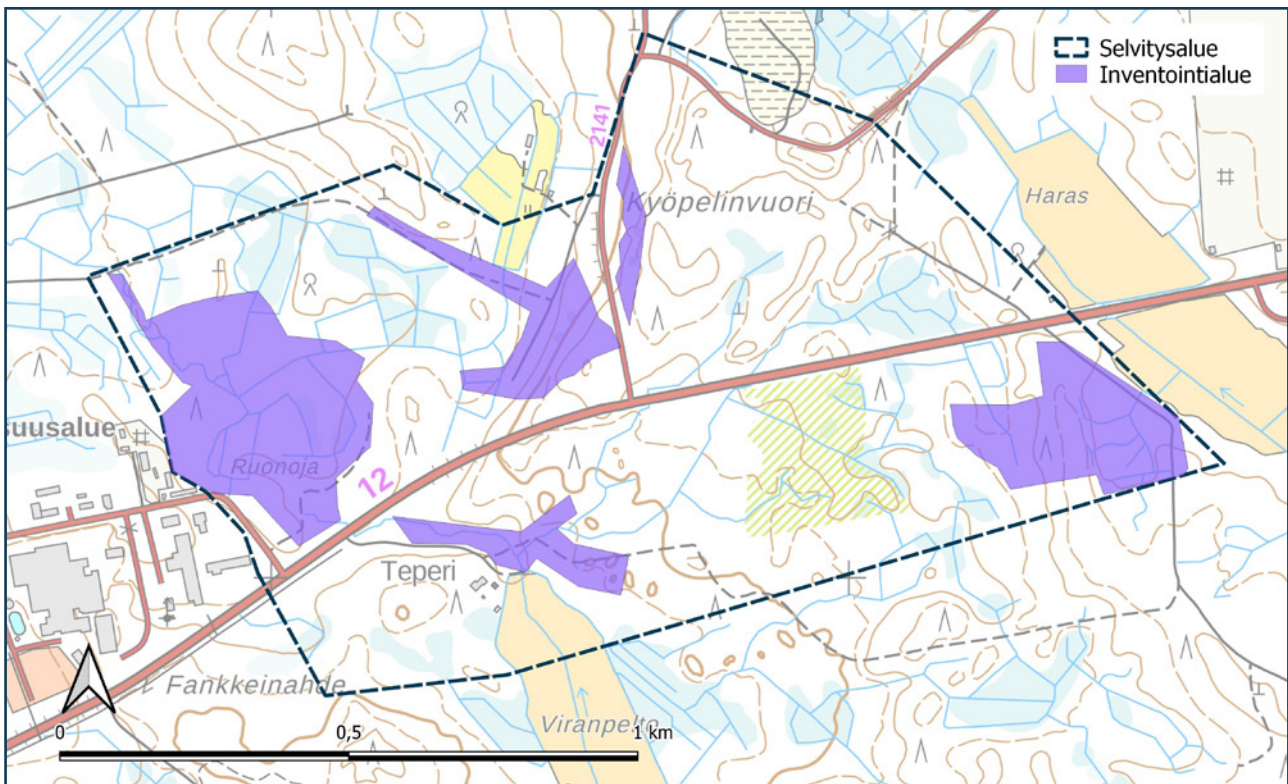 Selvitysalue
Inventointialue
2141
Kyöpelinvuori
Haras
suusalue
Ruonoja
12
Teperi
Fankkeinahde
Viranpelto
0
0,5
1 km